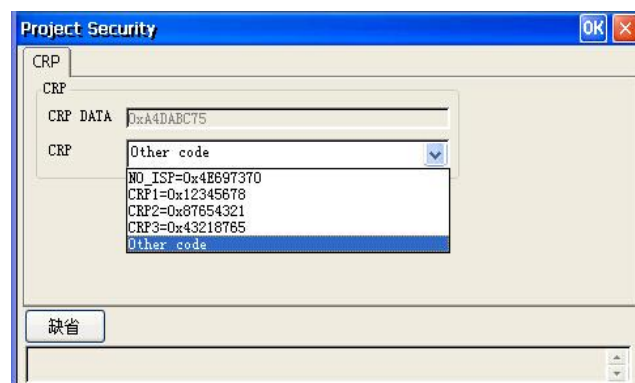 Project Security
OK
CRP
CRP
CRP DATA 0xA4DABC75
CRP Other code
NO_ISP=0x4E697370
CRP1=0x12345678
CRP2=0x87654321
CRP3=0x43218765
Other code
缺省